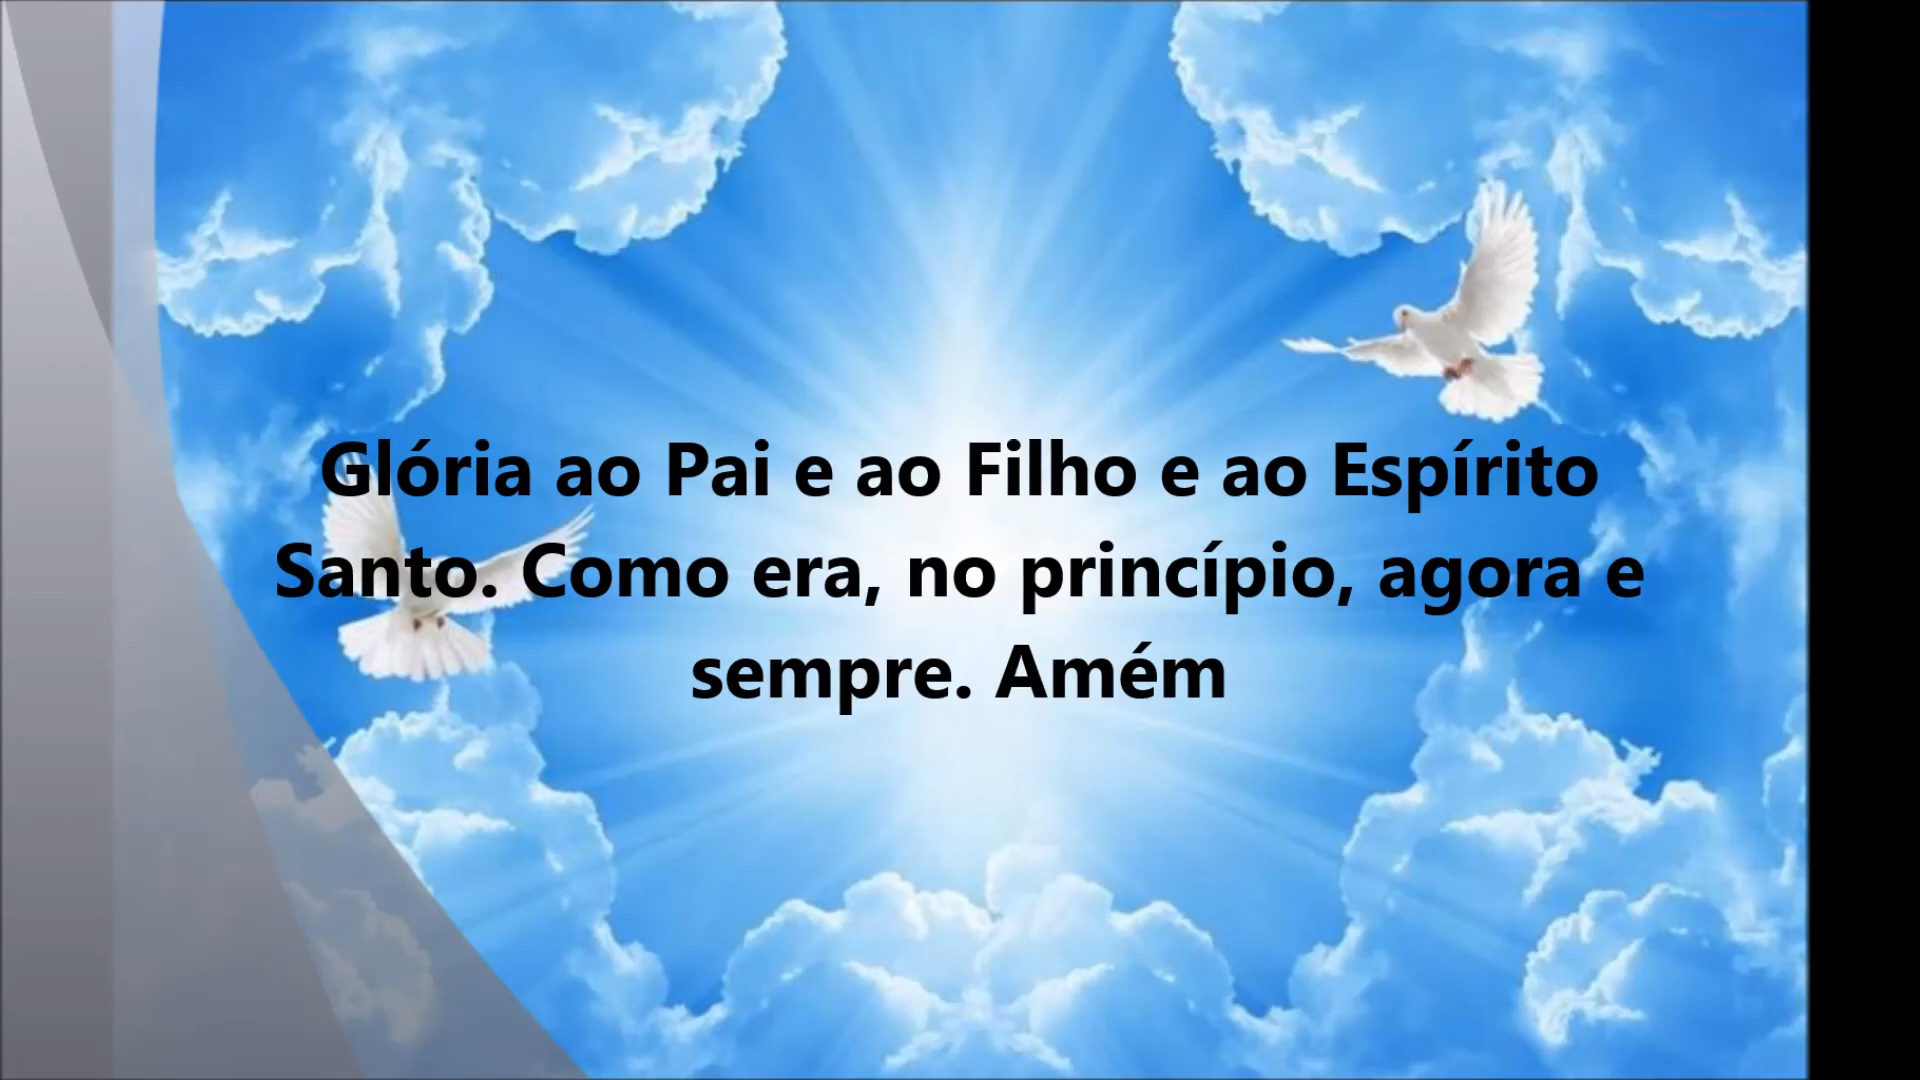 Glória ao Pai e ao Filho e ao Espírito
Santo. Como era, no princípio, agora e
sempre. Amém